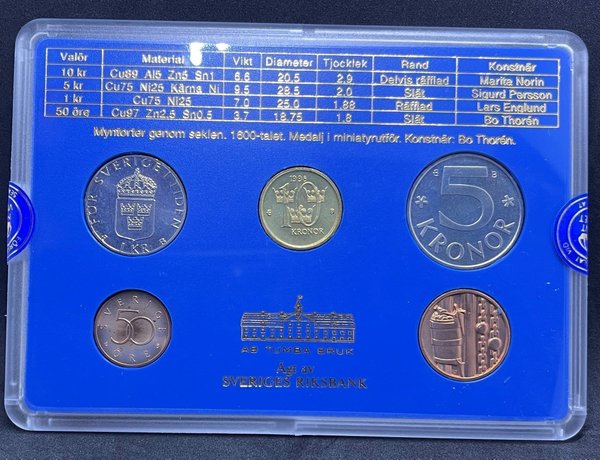 Valör Material Vikt Diameter Tjocklek Rand Konstnär
10 kr Cu89 Al5 Zn5 Sn1 6.6 20.5 2.9 Delvis räfflad Marita Norin
5 kr Cu75 Ni25 Kärna Ni 9.5 28.5 2.0 Slät Sigurd Persson
1 kr Cu75 Ni25 7.0 25.0 1.88 Räfflad Lars Englund
50 öre Cu97 Zn2,5 Sn0,5 3.7 18.75 1.8 Slät Bo Thorén
Myntorter genom seklen. 1600-talet. Medalj i miniatyrutför. Konstnär: Bo Thorén.
FÖR SVERIGE I TIDEN
1 KR B
10
KRONOR
S B
5
KRONOR
SVERIGE
50
ÖRE
AB TUMBA BRUK
Ägt av
SVERIGES RIKSBANK